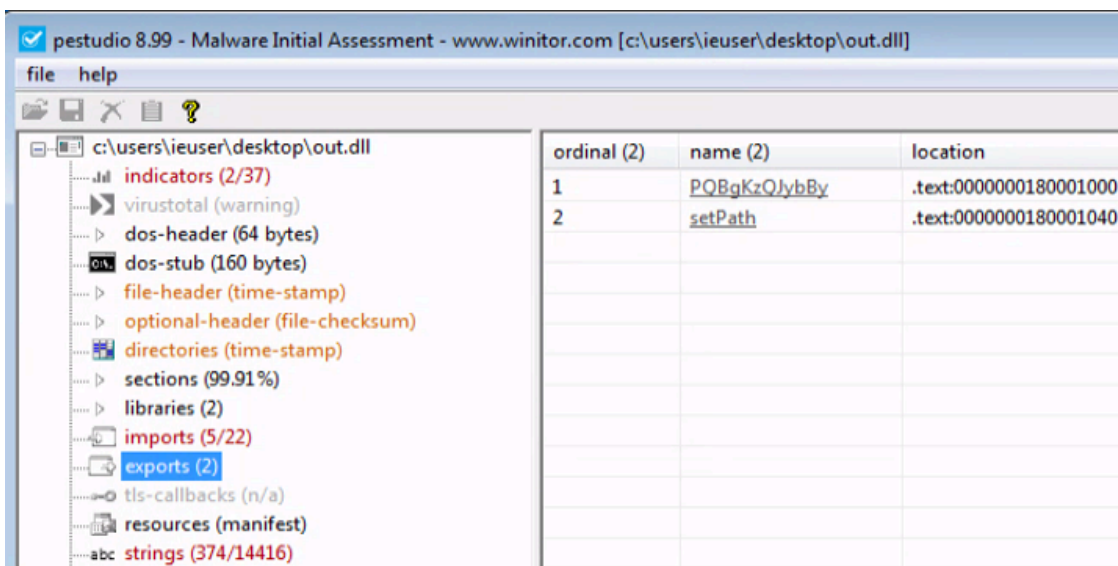 pestudio 8.99 - Malware Initial Assessment - www.winitor.com [c:\users\ieuser\desktop\out.dll]
file help
c:\users\ieuser\desktop\out.dll
indicators (2/37)
virustotal (warning)
dos-header (64 bytes)
dos-stub (160 bytes)
file-header (time-stamp)
optional-header (file-checksum)
directories (time-stamp)
sections (99.91%)
libraries (2)
imports (5/22)
exports (2)
tls-callbacks (n/a)
resources (manifest)
abc strings (374/14416)
ordinal (2) name (2) location
1 PQBgKzQJybBy .text:0000000180001000
2 setPath .text:0000000180001040